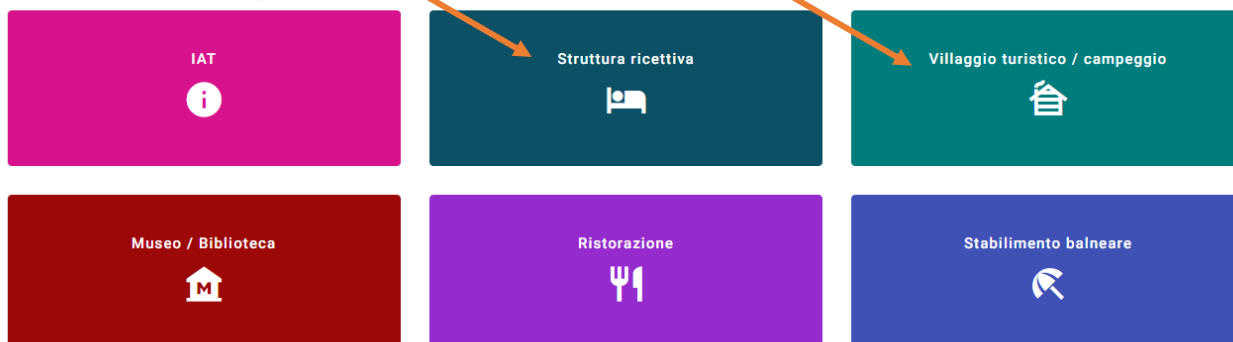 IAT
Struttura ricettiva
Villaggio turistico / campeggio
Museo / Biblioteca
M
Ristorazione
Stabilimento balneare